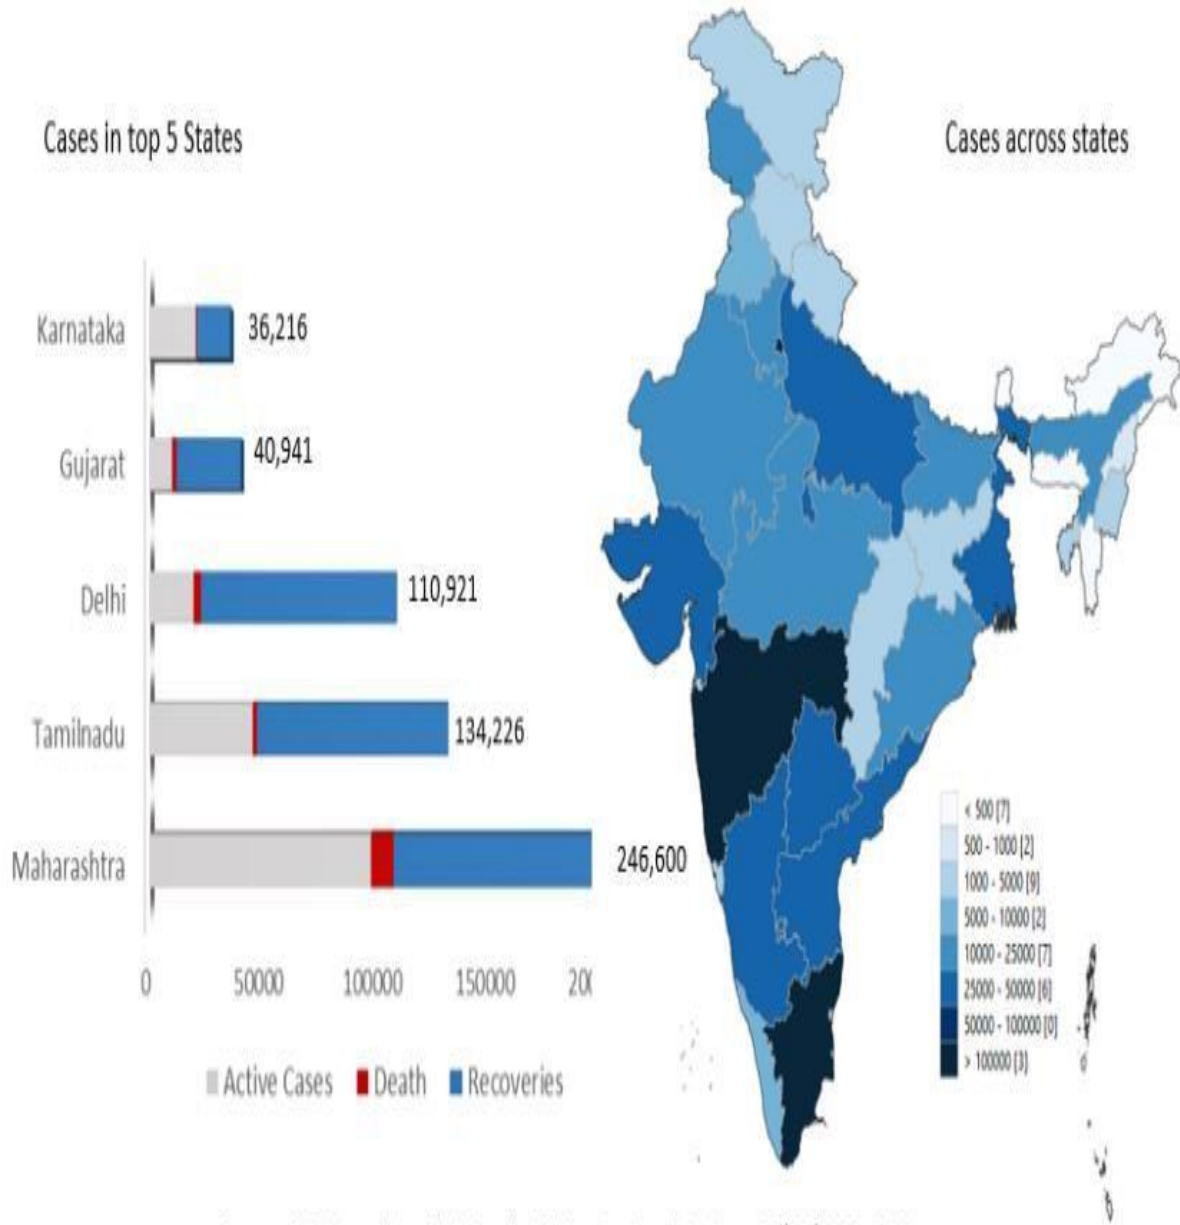 Cases in top 5 States
Cases across states
Karnataka
36,216
Gujarat
40,941
Delhi
110,921
Tamilnadu
134,226
Maharashtra
246,600
0
50000
100000
150000
Active Cases
Death
Recoveries
< 500 [7]
500 - 1000 [2]
1000 - 5000 [9]
5000 - 10000 [2]
10000 - 25000 [7]
25000 - 50000 [6]
50000 - 100000 [0]
> 100000 [3]